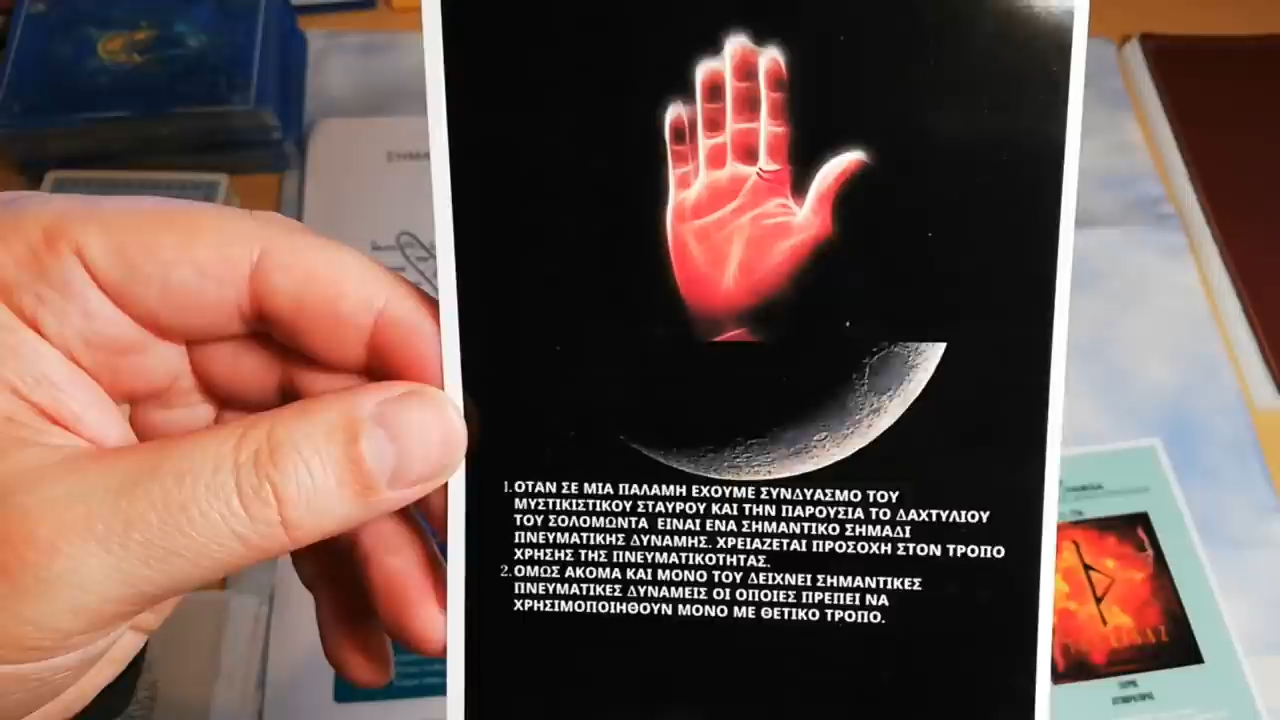 1. ΟΤΑΝ ΣΕ ΜΙΑ ΠΑΛΑΜΗ ΕΧΟΥΜΕ ΣΥΝΔΥΑΣΜΟ ΤΟΥ
ΜΥΣΤΙΚΙΣΤΙΚΟΥ ΣΤΑΥΡΟΥ ΚΑΙ ΤΗΝ ΠΑΡΟΥΣΙΑ ΤΟ ΔΑΧΤΥΛΙΟΥ
ΤΟΥ ΣΟΛΟΜΩΝΤΑ ΕΙΝΑΙ ΕΝΑ ΣΗΜΑΝΤΙΚΟ ΣΗΜΑΔΙ
ΠΝΕΥΜΑΤΙΚΗΣ ΔΥΝΑΜΗΣ. ΧΡΕΙΑΖΕΤΑΙ ΠΡΟΣΟΧΗ ΣΤΟΝ ΤΡΟΠΟ
ΧΡΗΣΗΣ ΤΗΣ ΠΝΕΥΜΑΤΙΚΟΤΗΤΑΣ.
2. ΟΜΩΣ ΑΚΟΜΑ ΚΑΙ ΜΟΝΟ ΤΟΥ ΔΕΙΧΝΕΙ ΣΗΜΑΝΤΙΚΕΣ
ΠΝΕΥΜΑΤΙΚΕΣ ΔΥΝΑΜΕΙΣ ΟΙ ΟΠΟΙΕΣ ΠΡΕΠΕΙ ΝΑ
ΧΡΗΣΙΜΟΠΟΙΗΘΟΥΝ ΜΟΝΟ ΜΕ ΘΕΤΙΚΟ ΤΡΟΠΟ.